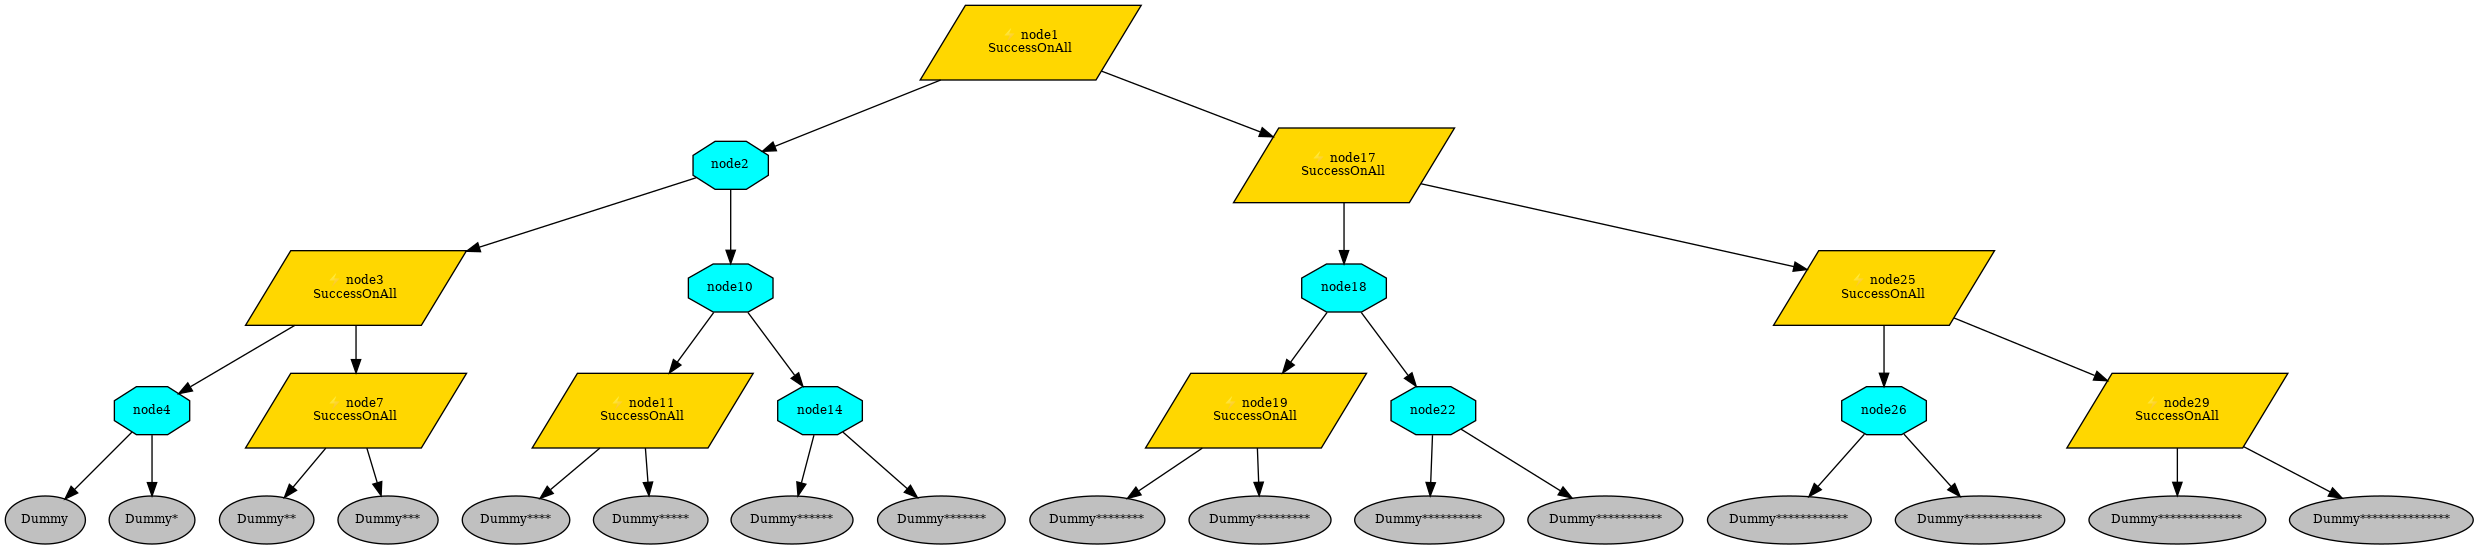 node1
SuccessOnAll
node2
node17
SuccessOnAll
node3
SuccessOnAll
node10
node18
node25
SuccessOnAll
node4
node7
SuccessOnAll
node11
SuccessOnAll
node14
node19
SuccessOnAll
node22
node26
node29
SuccessOnAll
Dummy
Dummy*
Dummy**
Dummy***
Dummy****
Dummy*****
Dummy******
Dummy*******
Dummy********
Dummy*********
Dummy**********
Dummy***********
Dummy************
Dummy*************
Dummy**************
Dummy***************